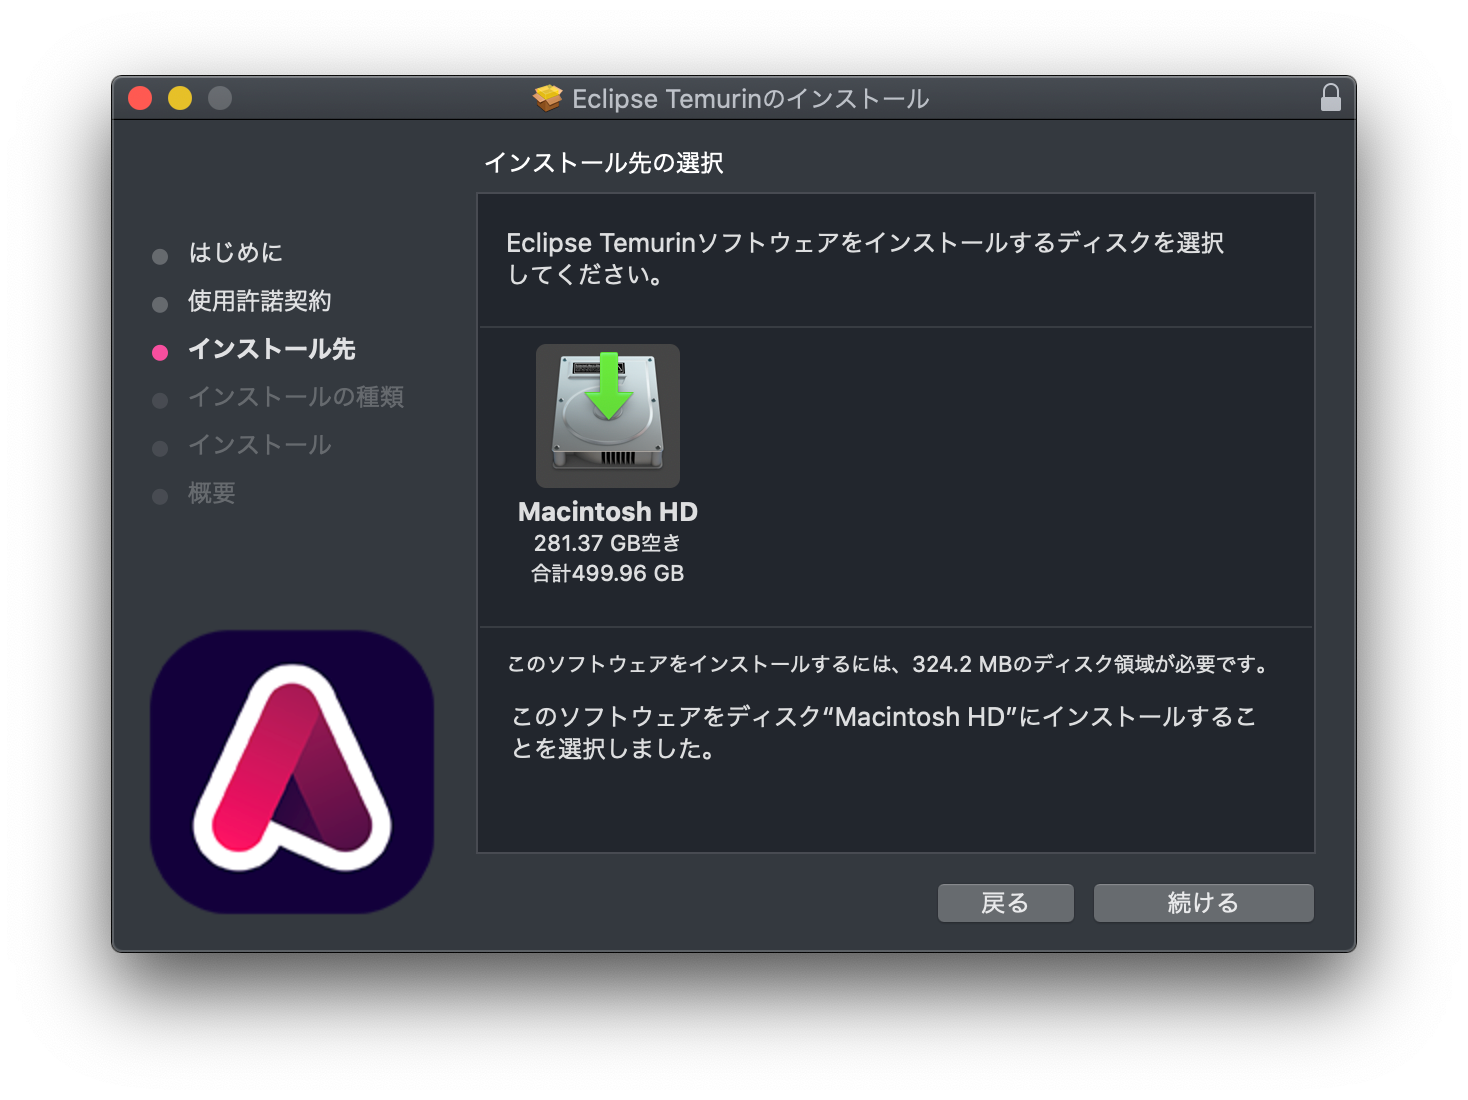 Eclipse Temurinのインストール
インストール先の選択
はじめに
使用許諾契約
インストール先
インストールの種類
インストール
概要
Eclipse Temurinソフトウェアをインストールするディスクを選択
してください。
Macintosh HD
281.37 GB空き
合計499.96 GB
このソフトウェアをインストールするには、324.2 MBのディスク領域が必要です。
このソフトウェアをディスク“Macintosh HD”にインストールするこ
とを選択しました。
戻る
続ける